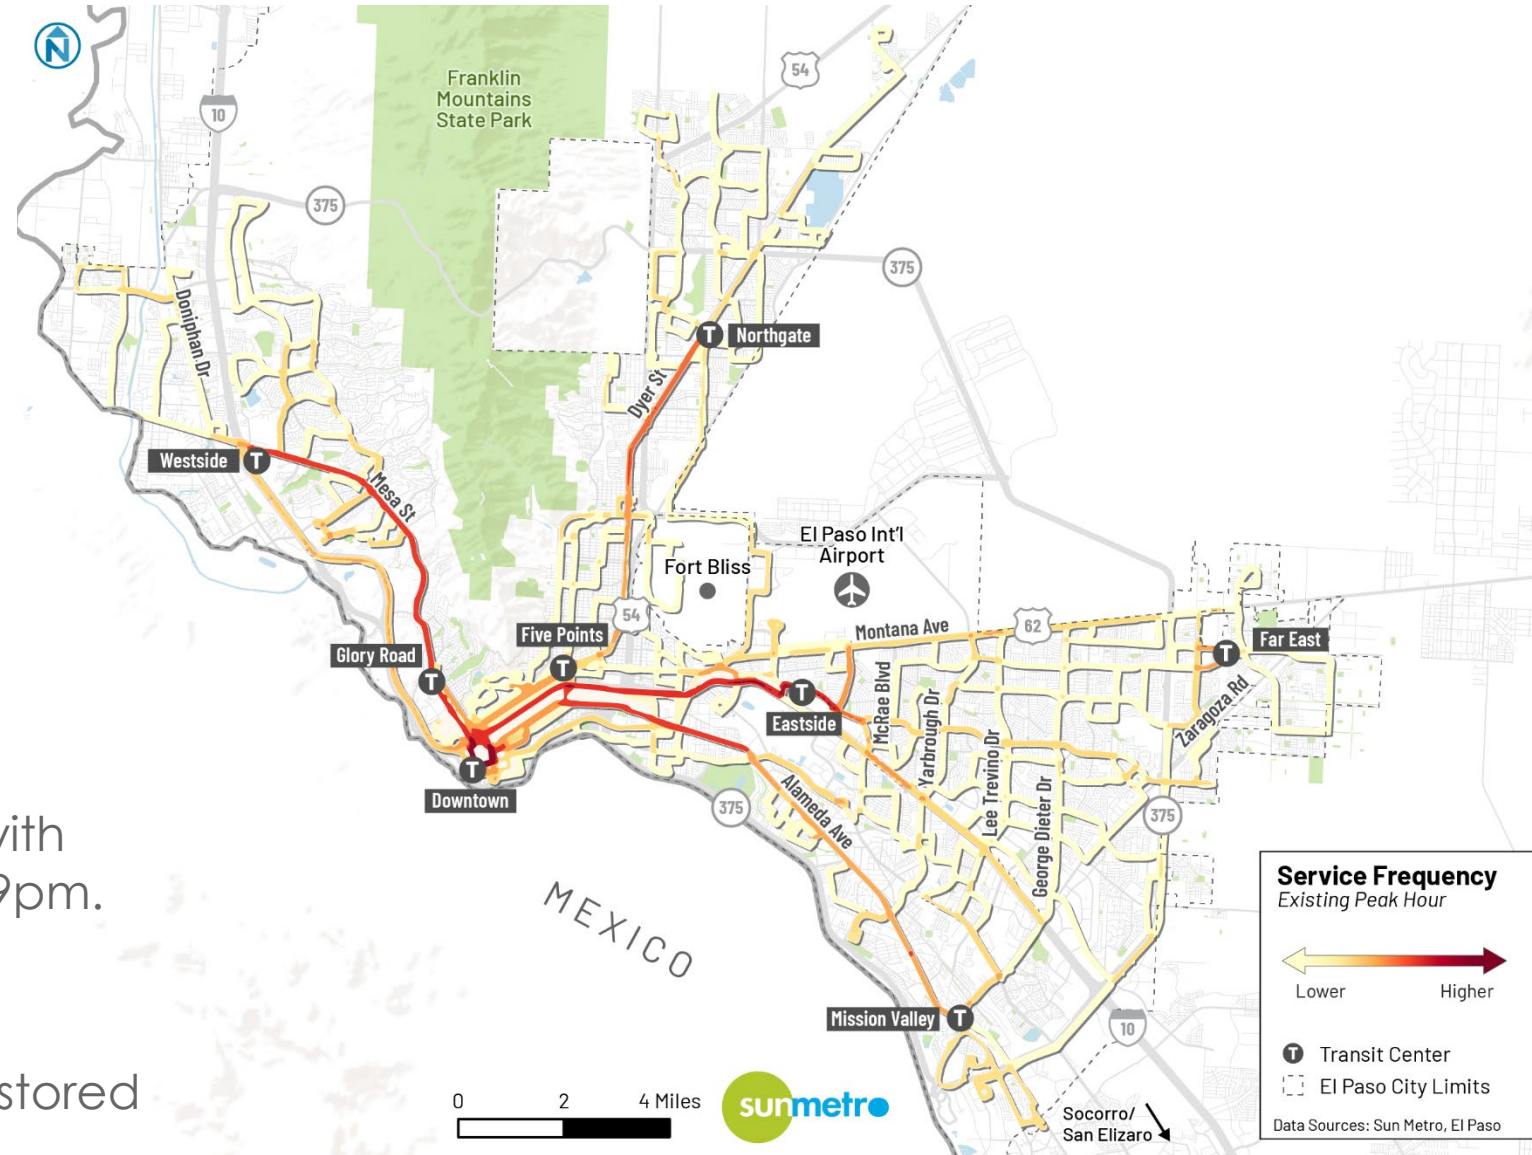 N
Franklin
Mountains
State Park
54
10
375
375
Doniphan Dr
T Northgate
Dyer St
Westside T
Mesa St
El Paso Int'l
Airport
Fort Bliss
54
Five Points
T
Montana Ave
62
Glory Road
T
Far East
T
McRae Blvd
Yarbrough Dr
Zaragoza Rd
T
Eastside
Lee Trevino Dr
George Dieter Dr
T
Downtown
375
Alameda Ave
375
with
9pm.
MEXICO
Mission Valley T
10
stored
0 2 4 Miles
sunmetro
Socorro/
San Elizaro
Service Frequency
Existing Peak Hour
Lower Higher
T Transit Center
El Paso City Limits
Data Sources: Sun Metro, El Paso